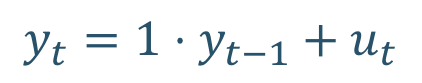 yₜ = 1 · yₜ₋₁ + uₜ